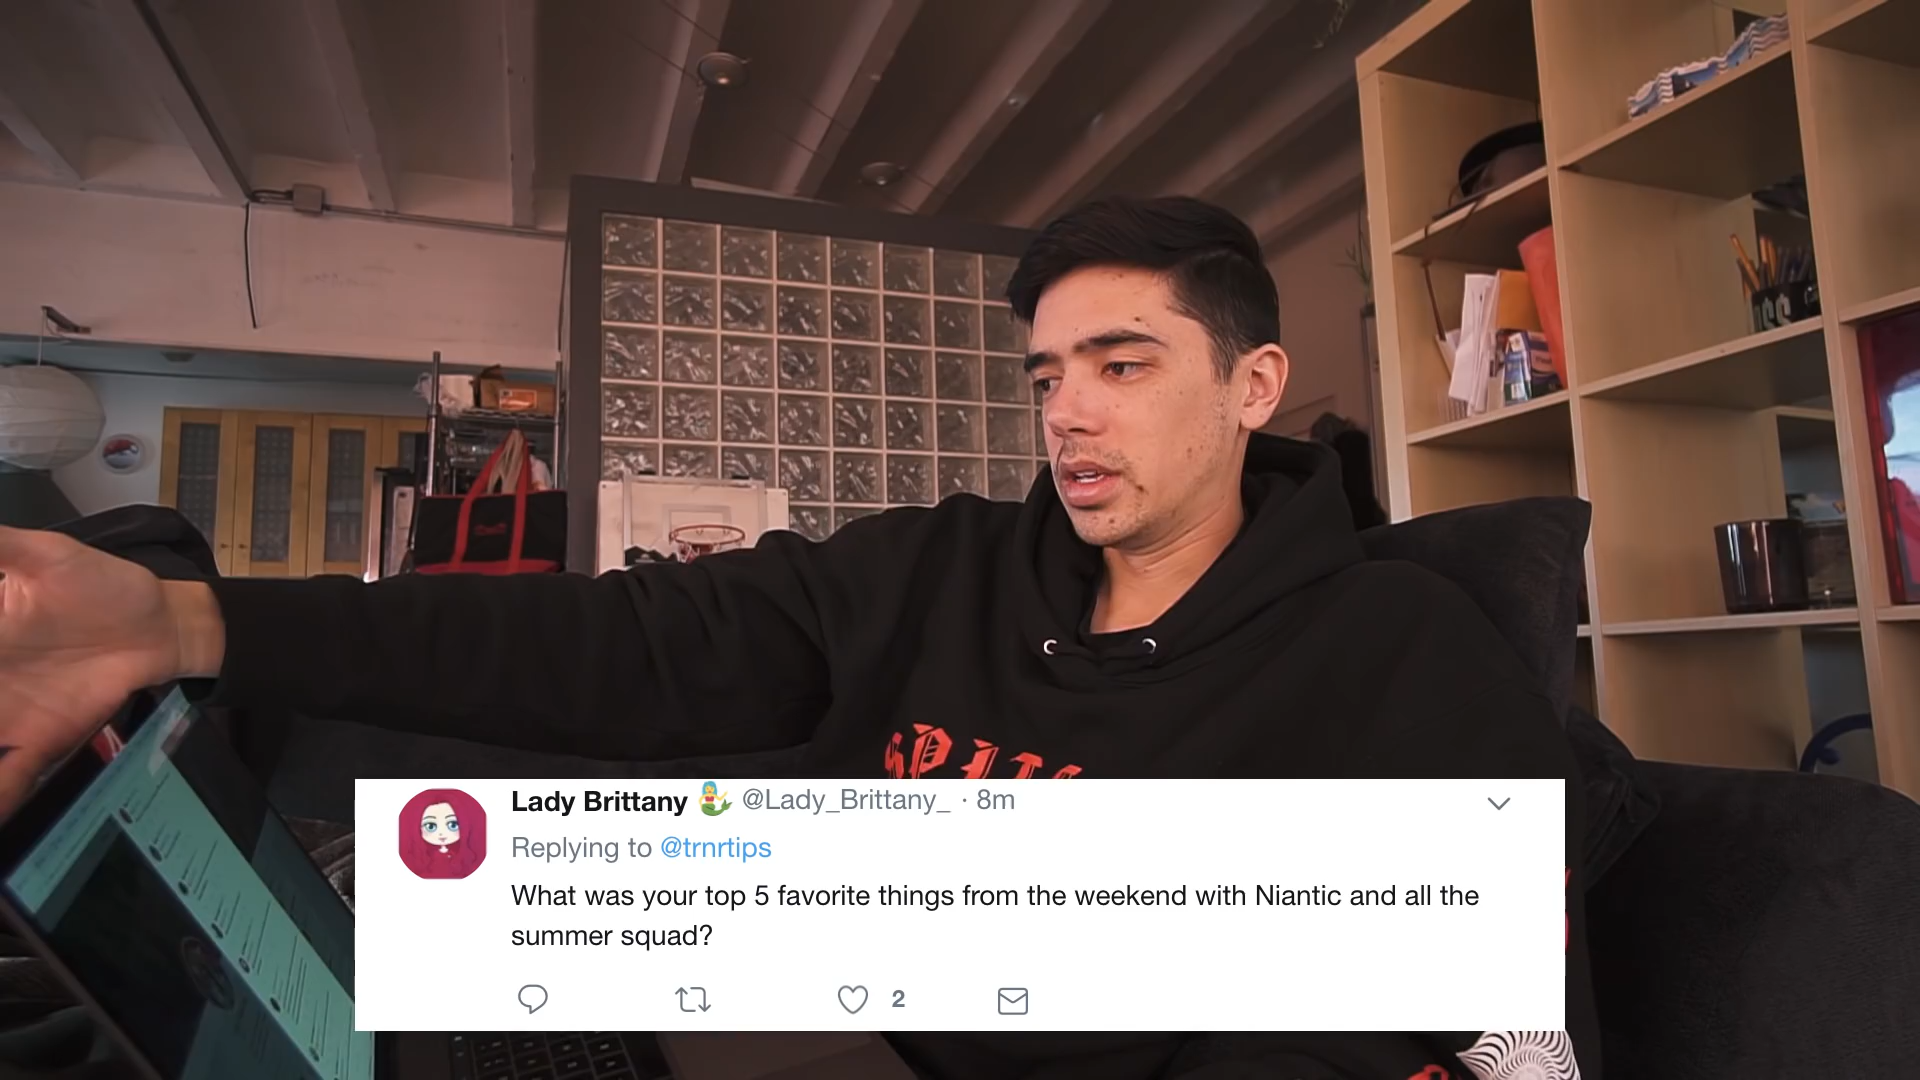 SPIT
Lady Brittany 🧜‍♀️ @Lady_Brittany_ · 8m
Replying to @trnrtips
What was your top 5 favorite things from the weekend with Niantic and all the
summer squad?
2